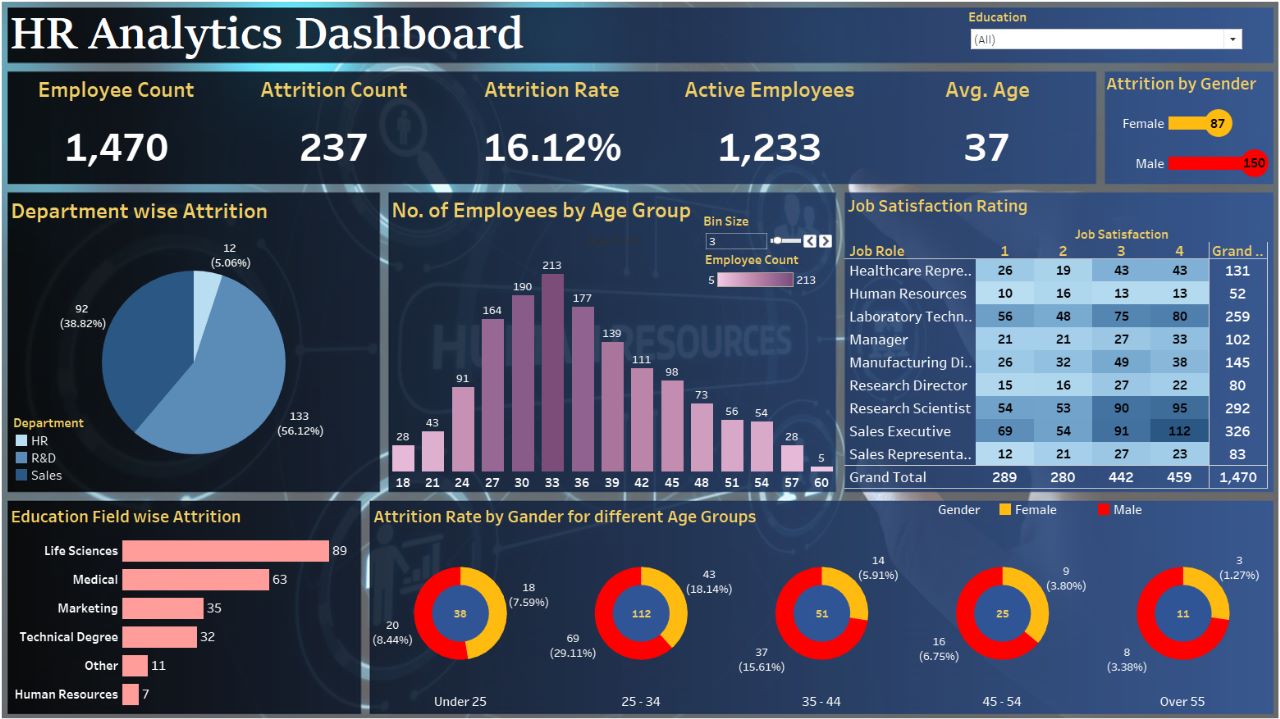 HR Analytics Dashboard
Education
(All)
Employee Count
Attrition Count
Attrition Rate
Active Employees
Avg. Age
1,470
237
16.12%
1,233
37
Attrition by Gender
Female 87
Male 150
Department wise Attrition
12
(5.06%)
92
(38.82%)
133
(56.12%)
Department
HR
R&D
Sales
No. of Employees by Age Group
Bin Size
3
Employee Count
5 213
28 43 91 164 190 213 177 139 111 98 73 56 54 28 5
18 21 24 27 30 33 36 39 42 45 48 51 54 57 60
HUMAN RESOURCES
Job Satisfaction Rating
Job Satisfaction
Job Role 1 2 3 4 Grand ..
Healthcare Repre.. 26 19 43 43 131
Human Resources 10 16 13 13 52
Laboratory Techn.. 56 48 75 80 259
Manager 21 21 27 33 102
Manufacturing Di.. 26 32 49 38 145
Research Director 15 16 27 22 80
Research Scientist 54 53 90 95 292
Sales Executive 69 54 91 112 326
Sales Representa.. 12 21 27 23 83
Grand Total 289 280 442 459 1,470
Education Field wise Attrition
Life Sciences 89
Medical 63
Marketing 35
Technical Degree 32
Other 11
Human Resources 7
Attrition Rate by Gander for different Age Groups
Gender Female Male
18
(7.59%)
38
20
(8.44%)
Under 25
43
(18.14%)
112
69
(29.11%)
25 - 34
14
(5.91%)
51
37
(15.61%)
35 - 44
9
(3.80%)
25
16
(6.75%)
45 - 54
3
(1.27%)
11
8
(3.38%)
Over 55